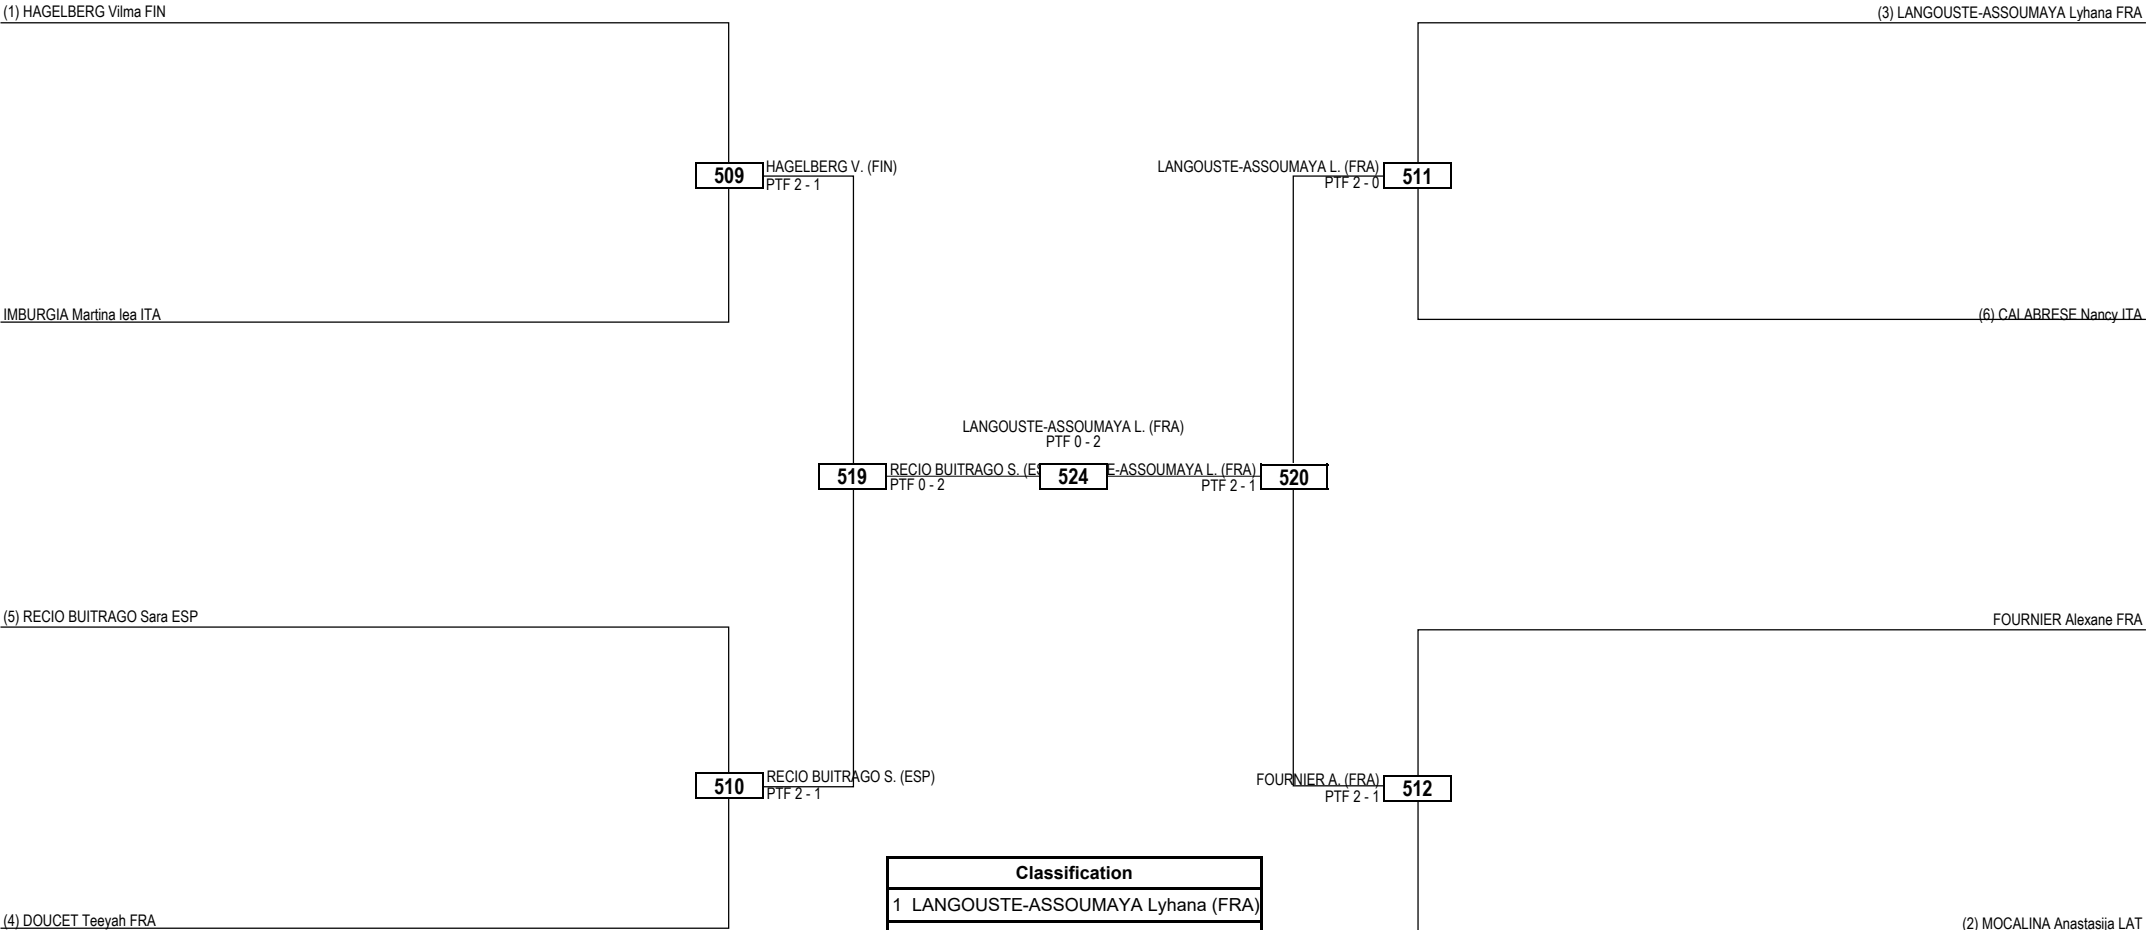 (1) HAGELBERG Vilma FIN
(3) LANGOUSTE-ASSOUMAYA Lyhana FRA
509
HAGELBERG V. (FIN)
PTF 2 - 1
LANGOUSTE-ASSOUMAYA L. (FRA)
PTF 2 - 0
511
IMBURGIA Martina lea ITA
(6) CALABRESE Nancy ITA
LANGOUSTE-ASSOUMAYA L. (FRA)
PTF 0 - 2
519
RECIO BUITRAGO S. (ES
PTF 0 - 2
524
E-ASSOUMAYA L. (FRA)
PTF 2 - 1
520
(5) RECIO BUITRAGO Sara ESP
FOURNIER Alexane FRA
510
RECIO BUITRAGO S. (ESP)
PTF 2 - 1
FOURNIER A. (FRA)
PTF 2 - 1
512
Classification
1 LANGOUSTE-ASSOUMAYA Lyhana (FRA)
(4) DOUCET Teeyah FRA
(2) MOCALINA Anastasija LAT